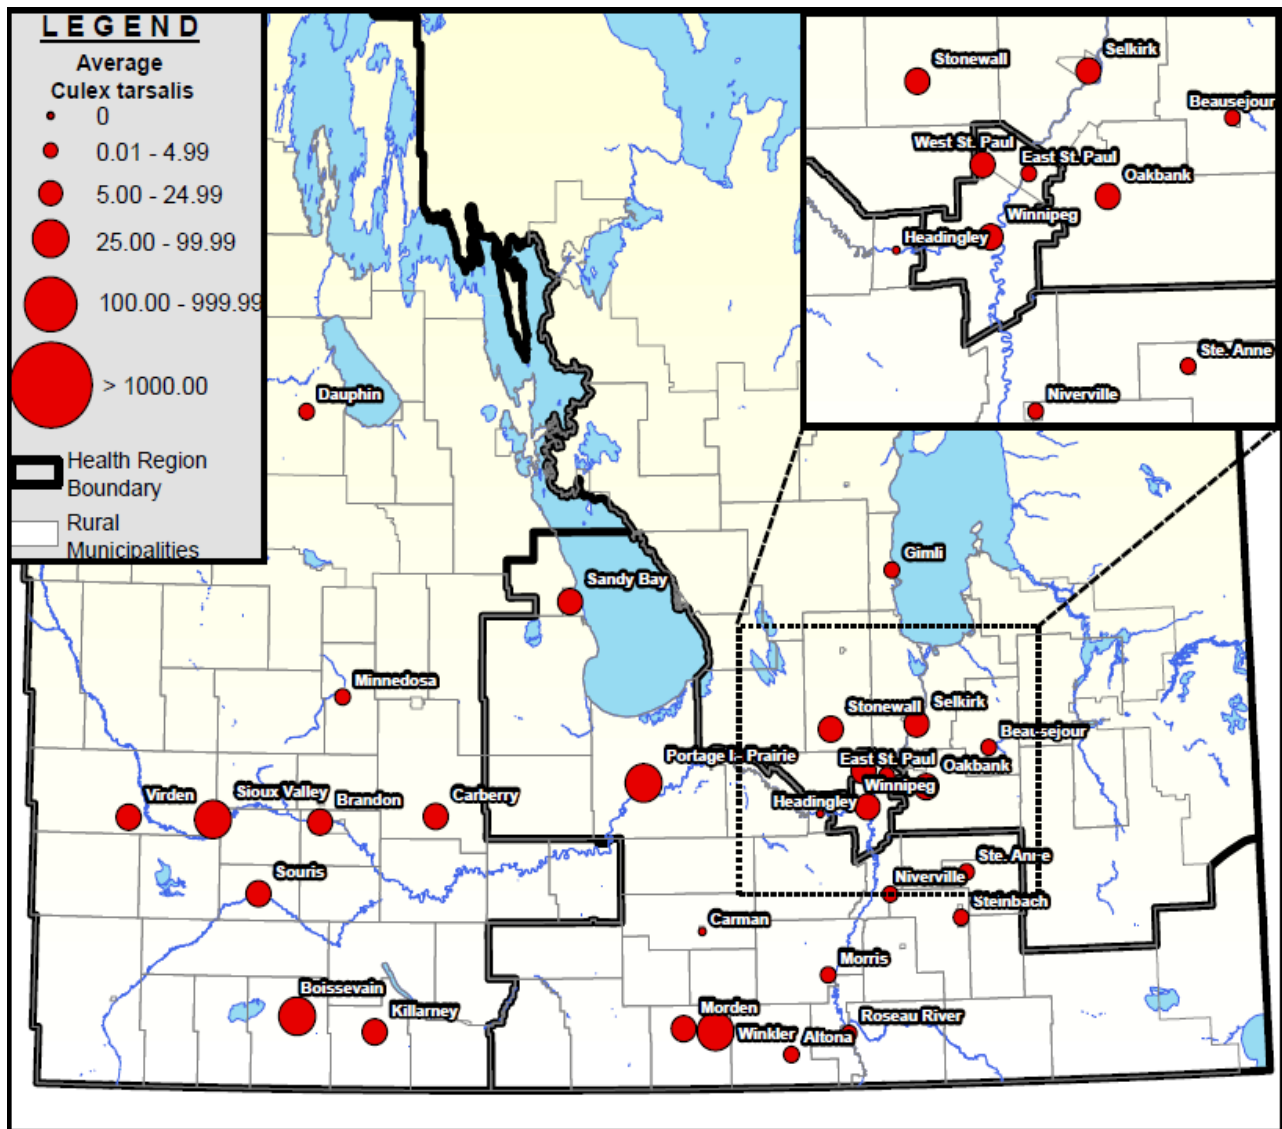 LEGEND
Average
Culex tarsalis
0
0.01 - 4.99
5.00 - 24.99
25.00 - 99.99
100.00 - 999.99
> 1000.00
Health Region
Boundary
Rural
Municipalities
Stonewall
Selkirk
Beausejour
West St. Paul
East St. Paul
Oakbank
Winnipeg
Headingley
Ste. Anne
Niverville
Dauphin
Gimli
Sandy Bay
Minnedosa
Stonewall
Selkirk
Beausejour
Portage Prairie
East St. Paul
Oakbank
Winnipeg
Headingley
Virden
Sioux Valley
Brandon
Carberry
Souris
Ste. Anne
Niverville
Steinbach
Carman
Morris
Boissevain
Killarney
Morden
Winkler
Altona
Roseau River